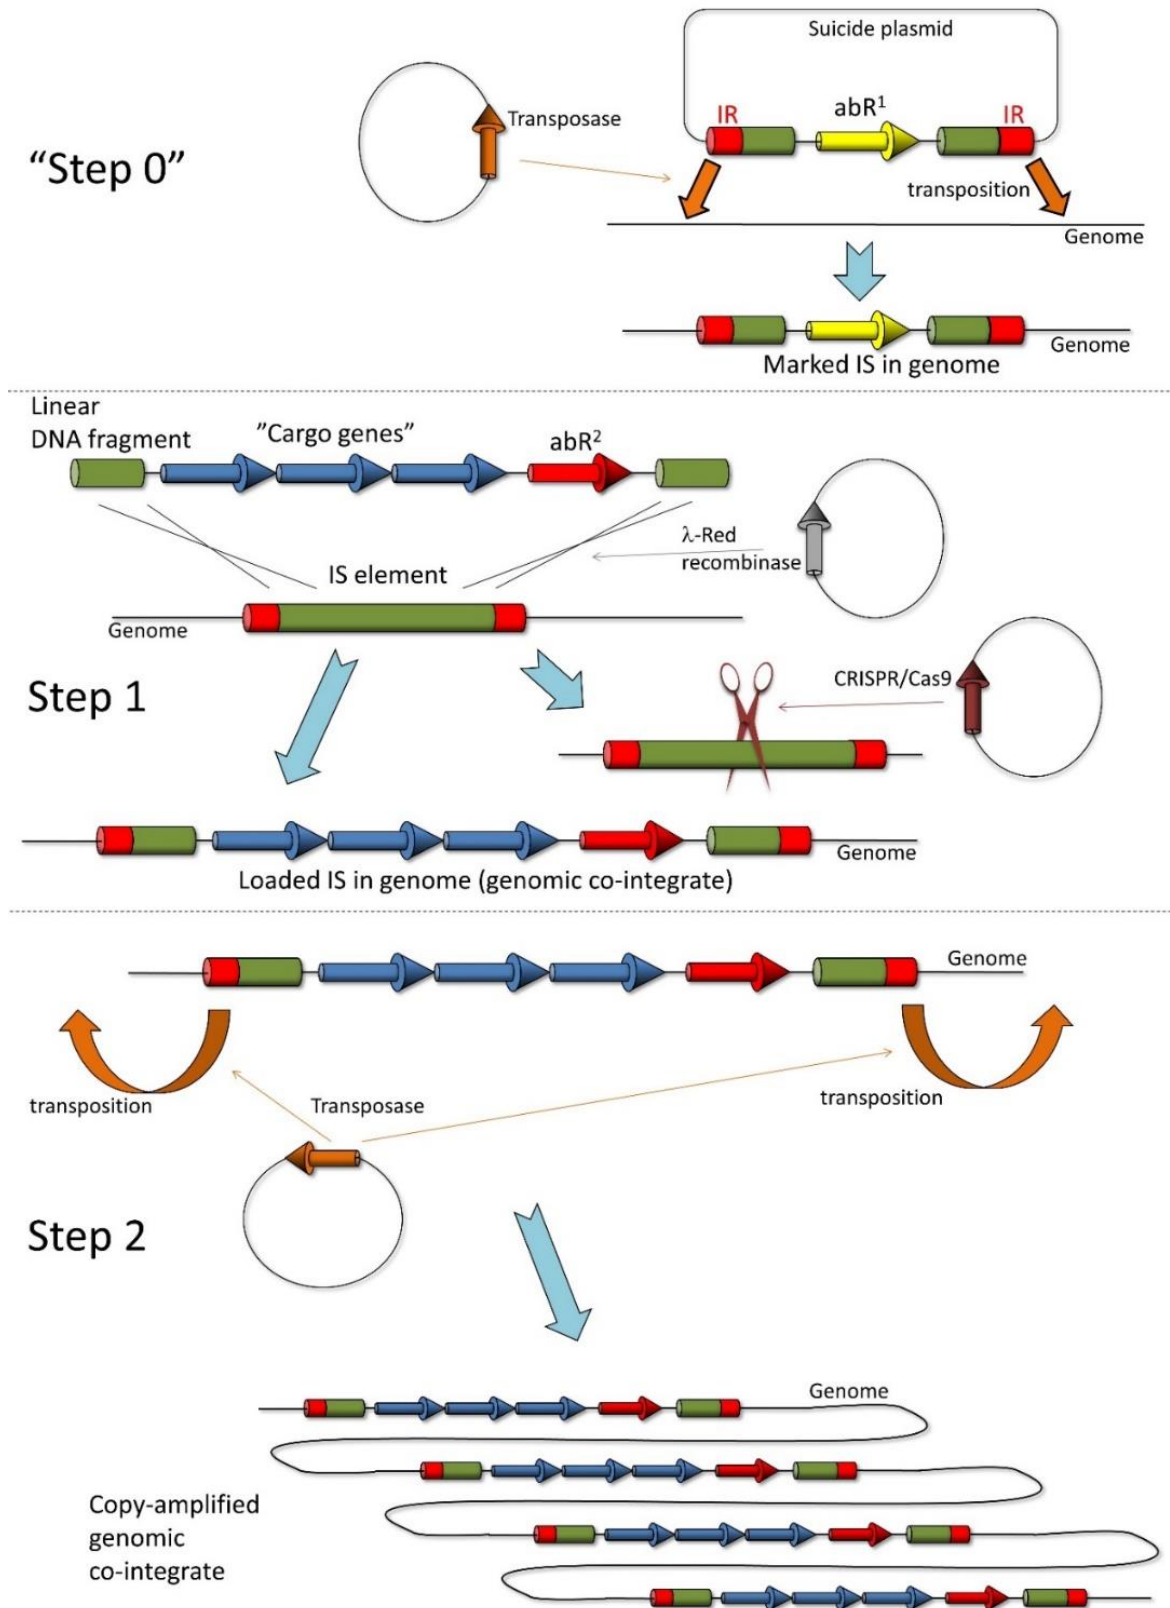 Suicide plasmid
Transposase
IR
abR¹
IR
"Step 0"
transposition
Genome
Genome
Marked IS in genome
Linear
DNA fragment
"Cargo genes"
abR²
λ-Red
recombinase
IS element
Genome
Step 1
CRISPR/Cas9
Genome
Loaded IS in genome (genomic co-integrate)
Genome
transposition
Transposase
transposition
Step 2
Genome
Copy-amplified
genomic
co-integrate